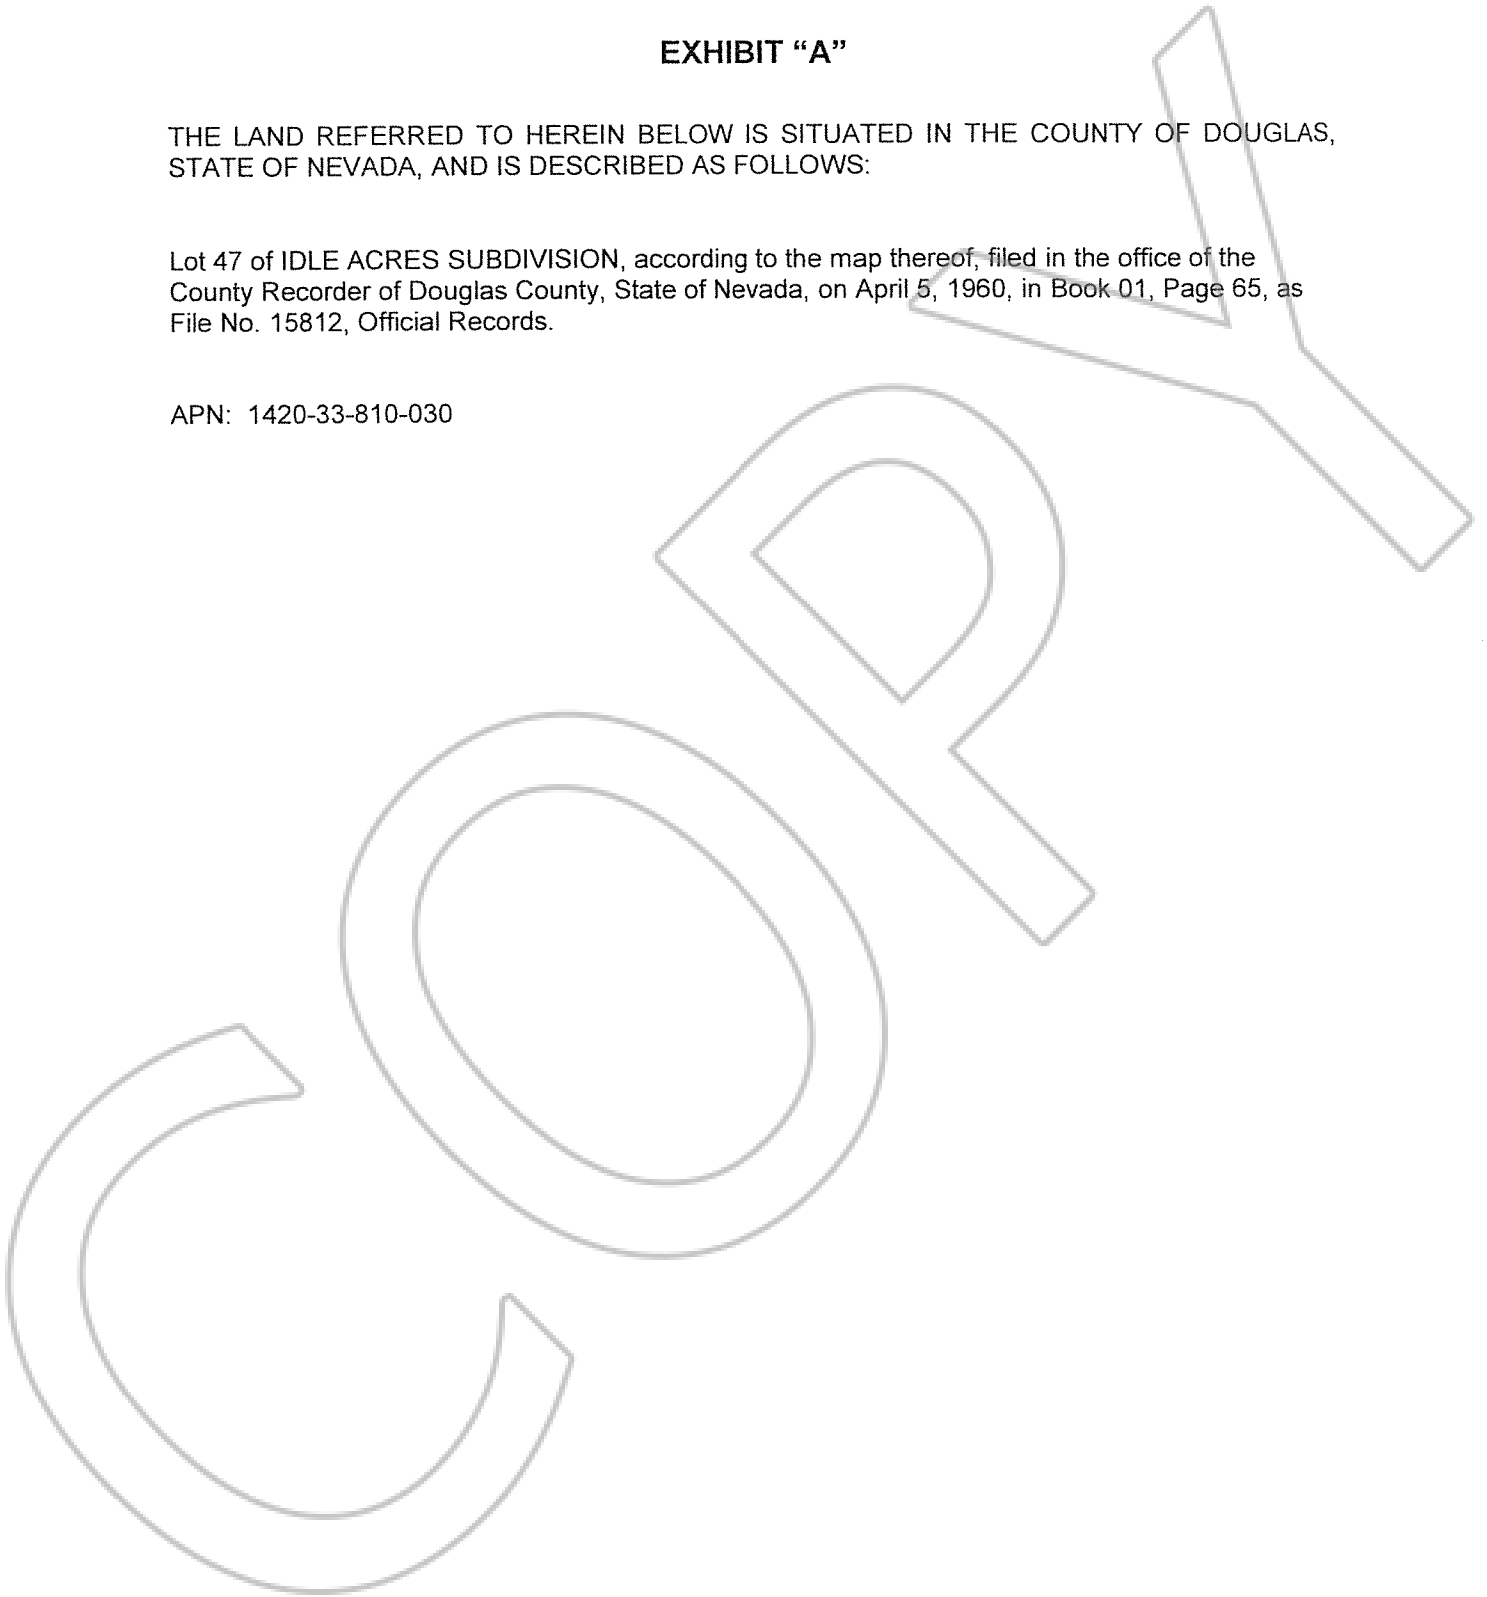 EXHIBIT “A”
THE LAND REFERRED TO HEREIN BELOW IS SITUATED IN THE COUNTY OF DOUGLAS,
STATE OF NEVADA, AND IS DESCRIBED AS FOLLOWS:
Lot 47 of IDLE ACRES SUBDIVISION, according to the map thereof, filed in the office of the
County Recorder of Douglas County, State of Nevada, on April 5, 1960, in Book 01, Page 65, as
File No. 15812, Official Records.
APN: 1420-33-810-030
COPY